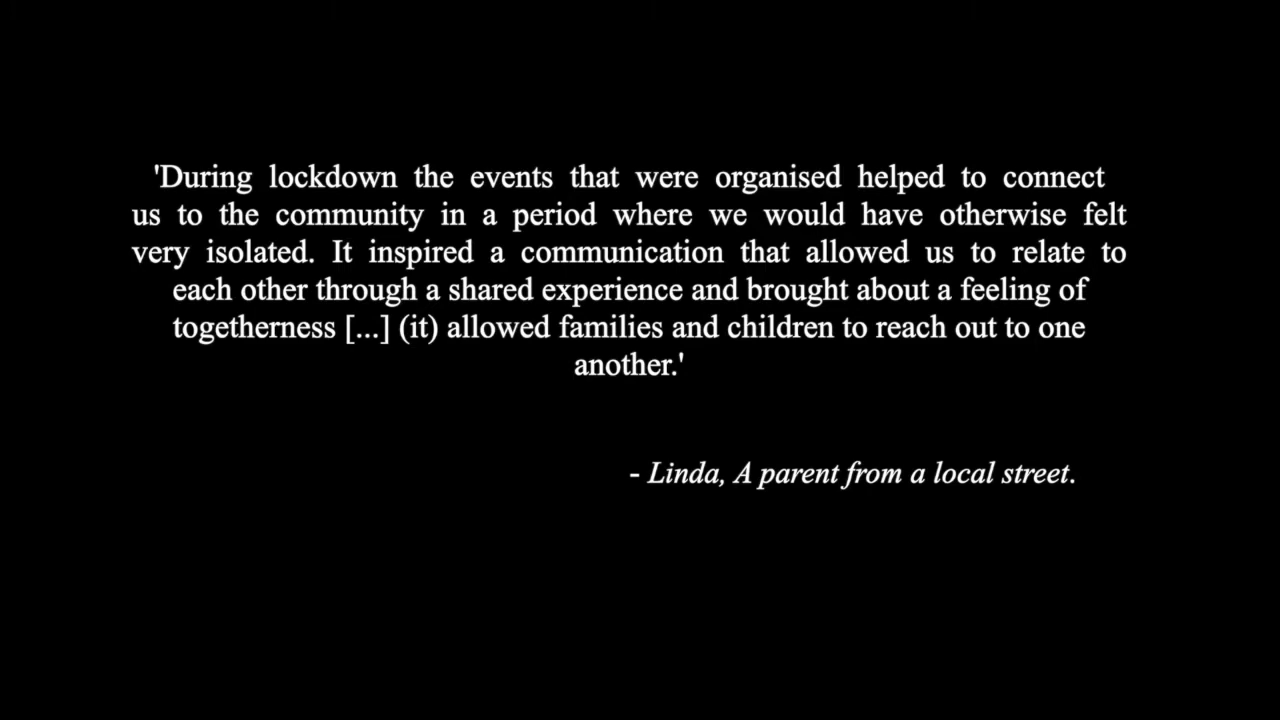 'During lockdown the events that were organised helped to connect
us to the community in a period where we would have otherwise felt
very isolated. It inspired a communication that allowed us to relate to
each other through a shared experience and brought about a feeling of
togetherness [...] (it) allowed families and children to reach out to one
another.'
- Linda, A parent from a local street.